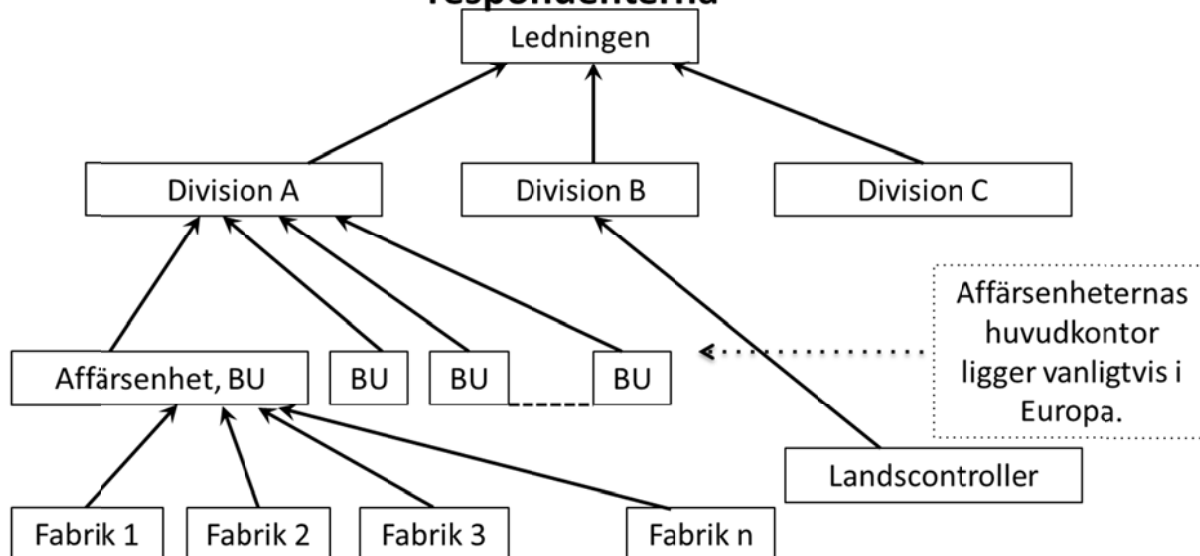 respondenterna
Ledningen
Division A
Division B
Division C
Affärsenheternas
huvudkontor
ligger vanligtvis i
Europa.
Affärsenhet, BU
BU
BU
BU
Landscontroller
Fabrik 1
Fabrik 2
Fabrik 3
Fabrik n